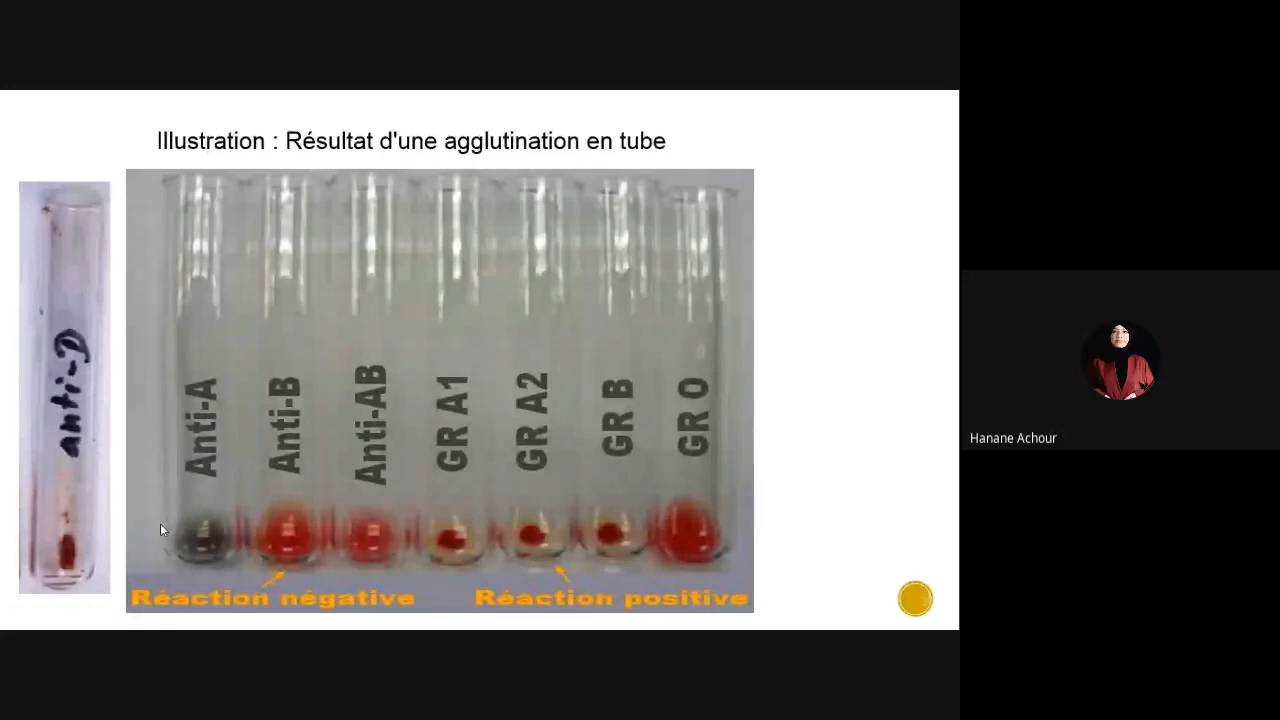 Illustration : Résultat d'une agglutination en tube
anti-D
Anti-A
Anti-B
Anti-AB
GR A1
GR A2
GR B
GR O
Réaction négative
Réaction positive
Hanane Achour